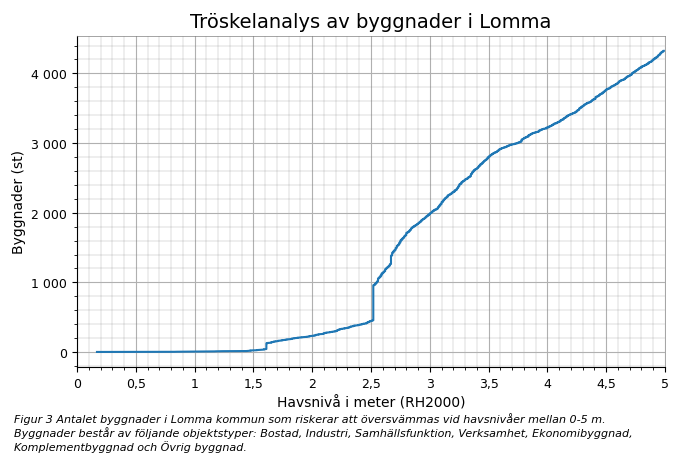 Tröskelanalys av byggnader i Lomma
Byggnader (st)
4 000
3 000
2 000
1 000
0
0 0,5 1 1,5 2 2,5 3 3,5 4 4,5 5
Havsnivå i meter (RH2000)
Figur 3 Antalet byggnader i Lomma kommun som riskerar att översvämmas vid havsnivåer mellan 0-5 m.
Byggnader består av följande objektstyper: Bostad, Industri, Samhällsfunktion, Verksamhet, Ekonomibyggnad,
Komplementbyggnad och Övrig byggnad.